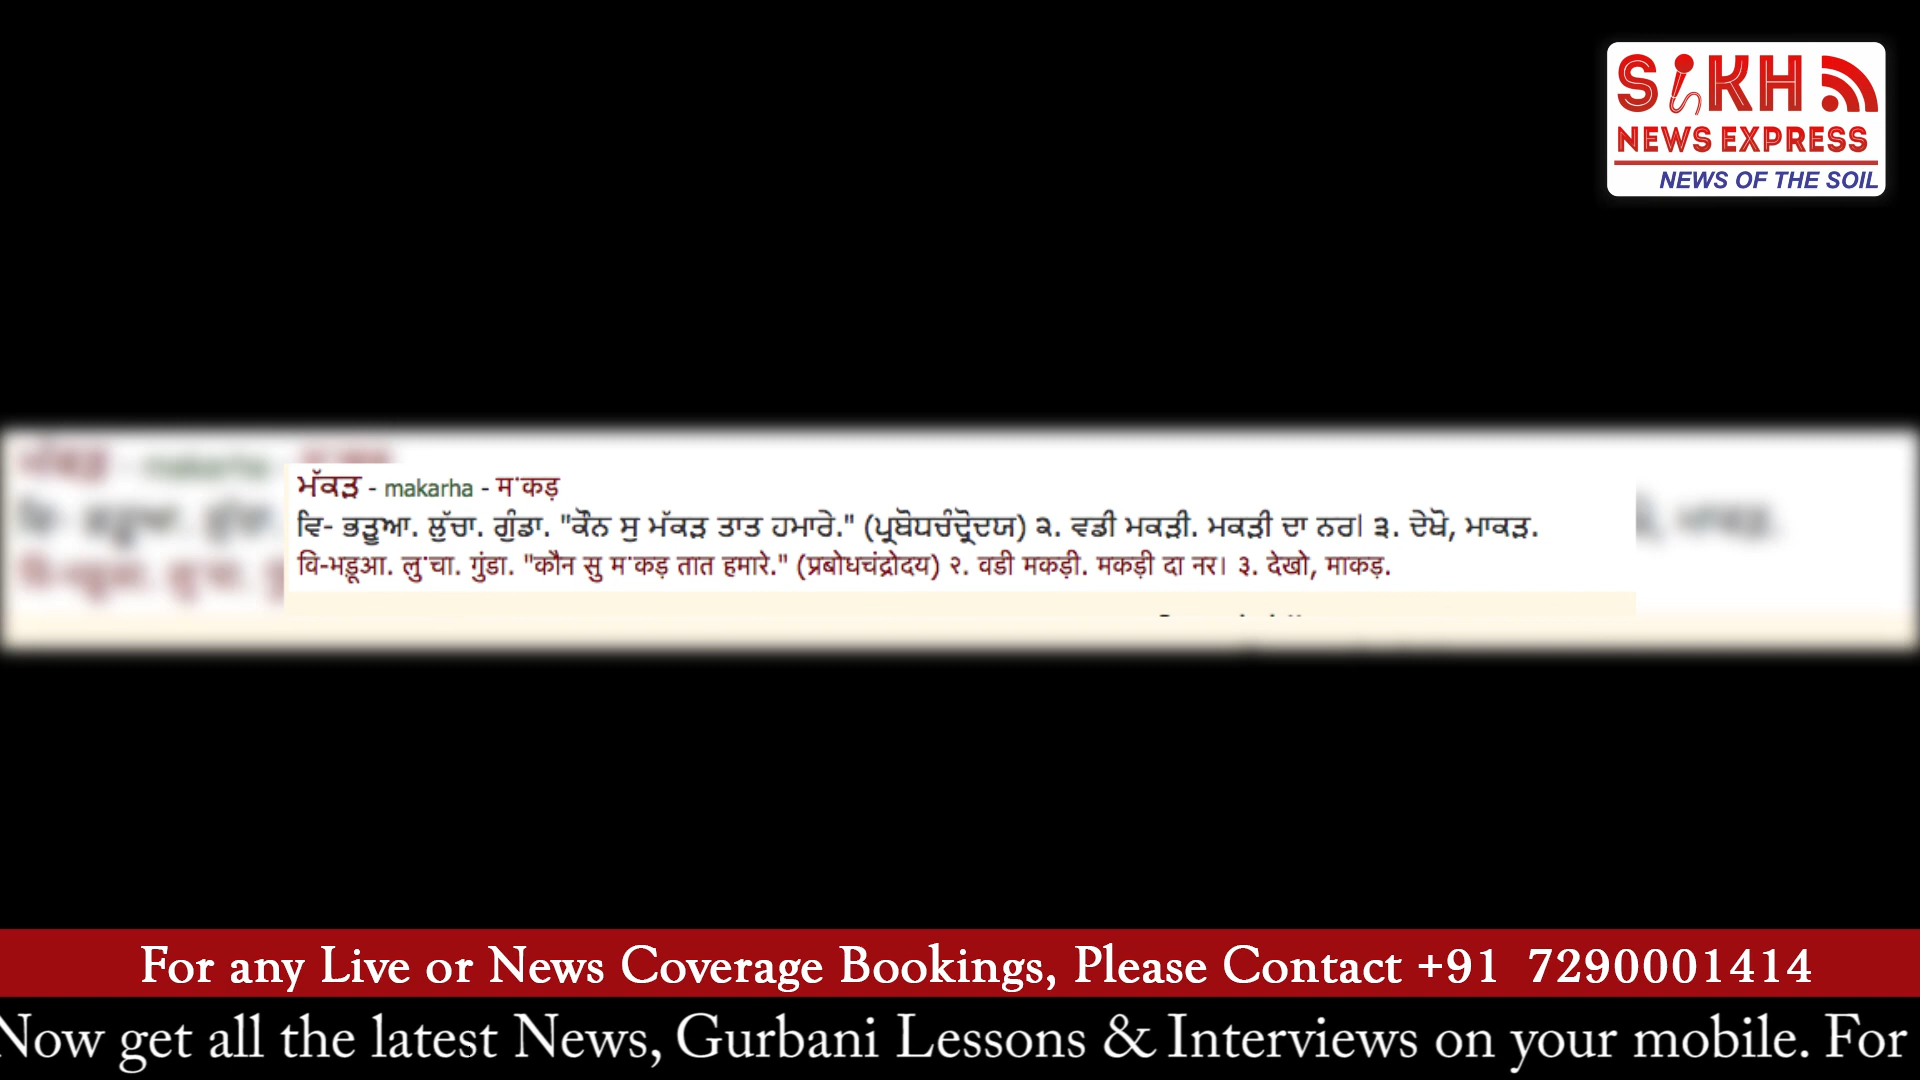 SIKH
NEWS EXPRESS
NEWS OF THE SOIL
ਮੱਕੜ - makarha - म꣡कड़
ਵਿ- ਭੜੂਆ. ਲੁੱਚਾ. ਗੁੰਡਾ. "ਕੌਨ ਸੁ ਮੱਕੜ ਤਾਤ ਹਮਾਰੇ." (ਪ੍ਰਬੋਧਚੰਦ੍ਰੋਦਯ) ੨. ਵਡੀ ਮਕੜੀ. ਮਕੜੀ ਦਾ ਨਰ। ੩. ਦੇਖੋ, ਮਾਕੜ.
वि-भड़ूआ. लु꣡चा. गुंडा. "कौन सु म꣡कड़ तात हमारे." (प्रबोधचंद्रोदय) २. वडी मकड़ी. मकड़ी दा नर। ३. देखो, माकड़.
For any Live or News Coverage Bookings, Please Contact +91 7290001414
Now get all the latest News, Gurbani Lessons & Interviews on your mobile. For